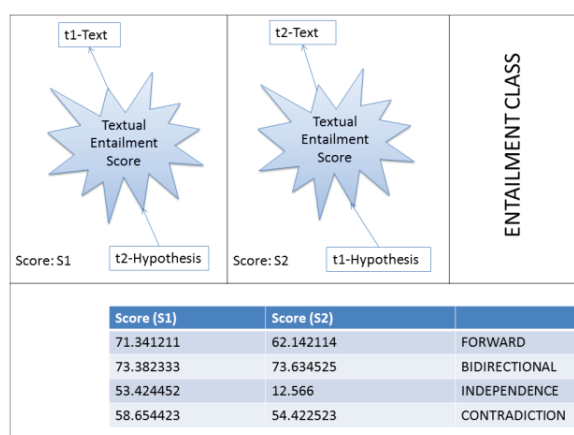 t1-Text
Textual
Entailment
Score
t2-Hypothesis
Score: S1
t2-Text
Textual
Entailment
Score
t1-Hypothesis
Score: S2
ENTAILMENT CLASS
Score (S1) Score (S2)
71.341211 62.142114 FORWARD
73.382333 73.634525 BIDIRECTIONAL
53.424452 12.566 INDEPENDENCE
58.654423 54.422523 CONTRADICTION